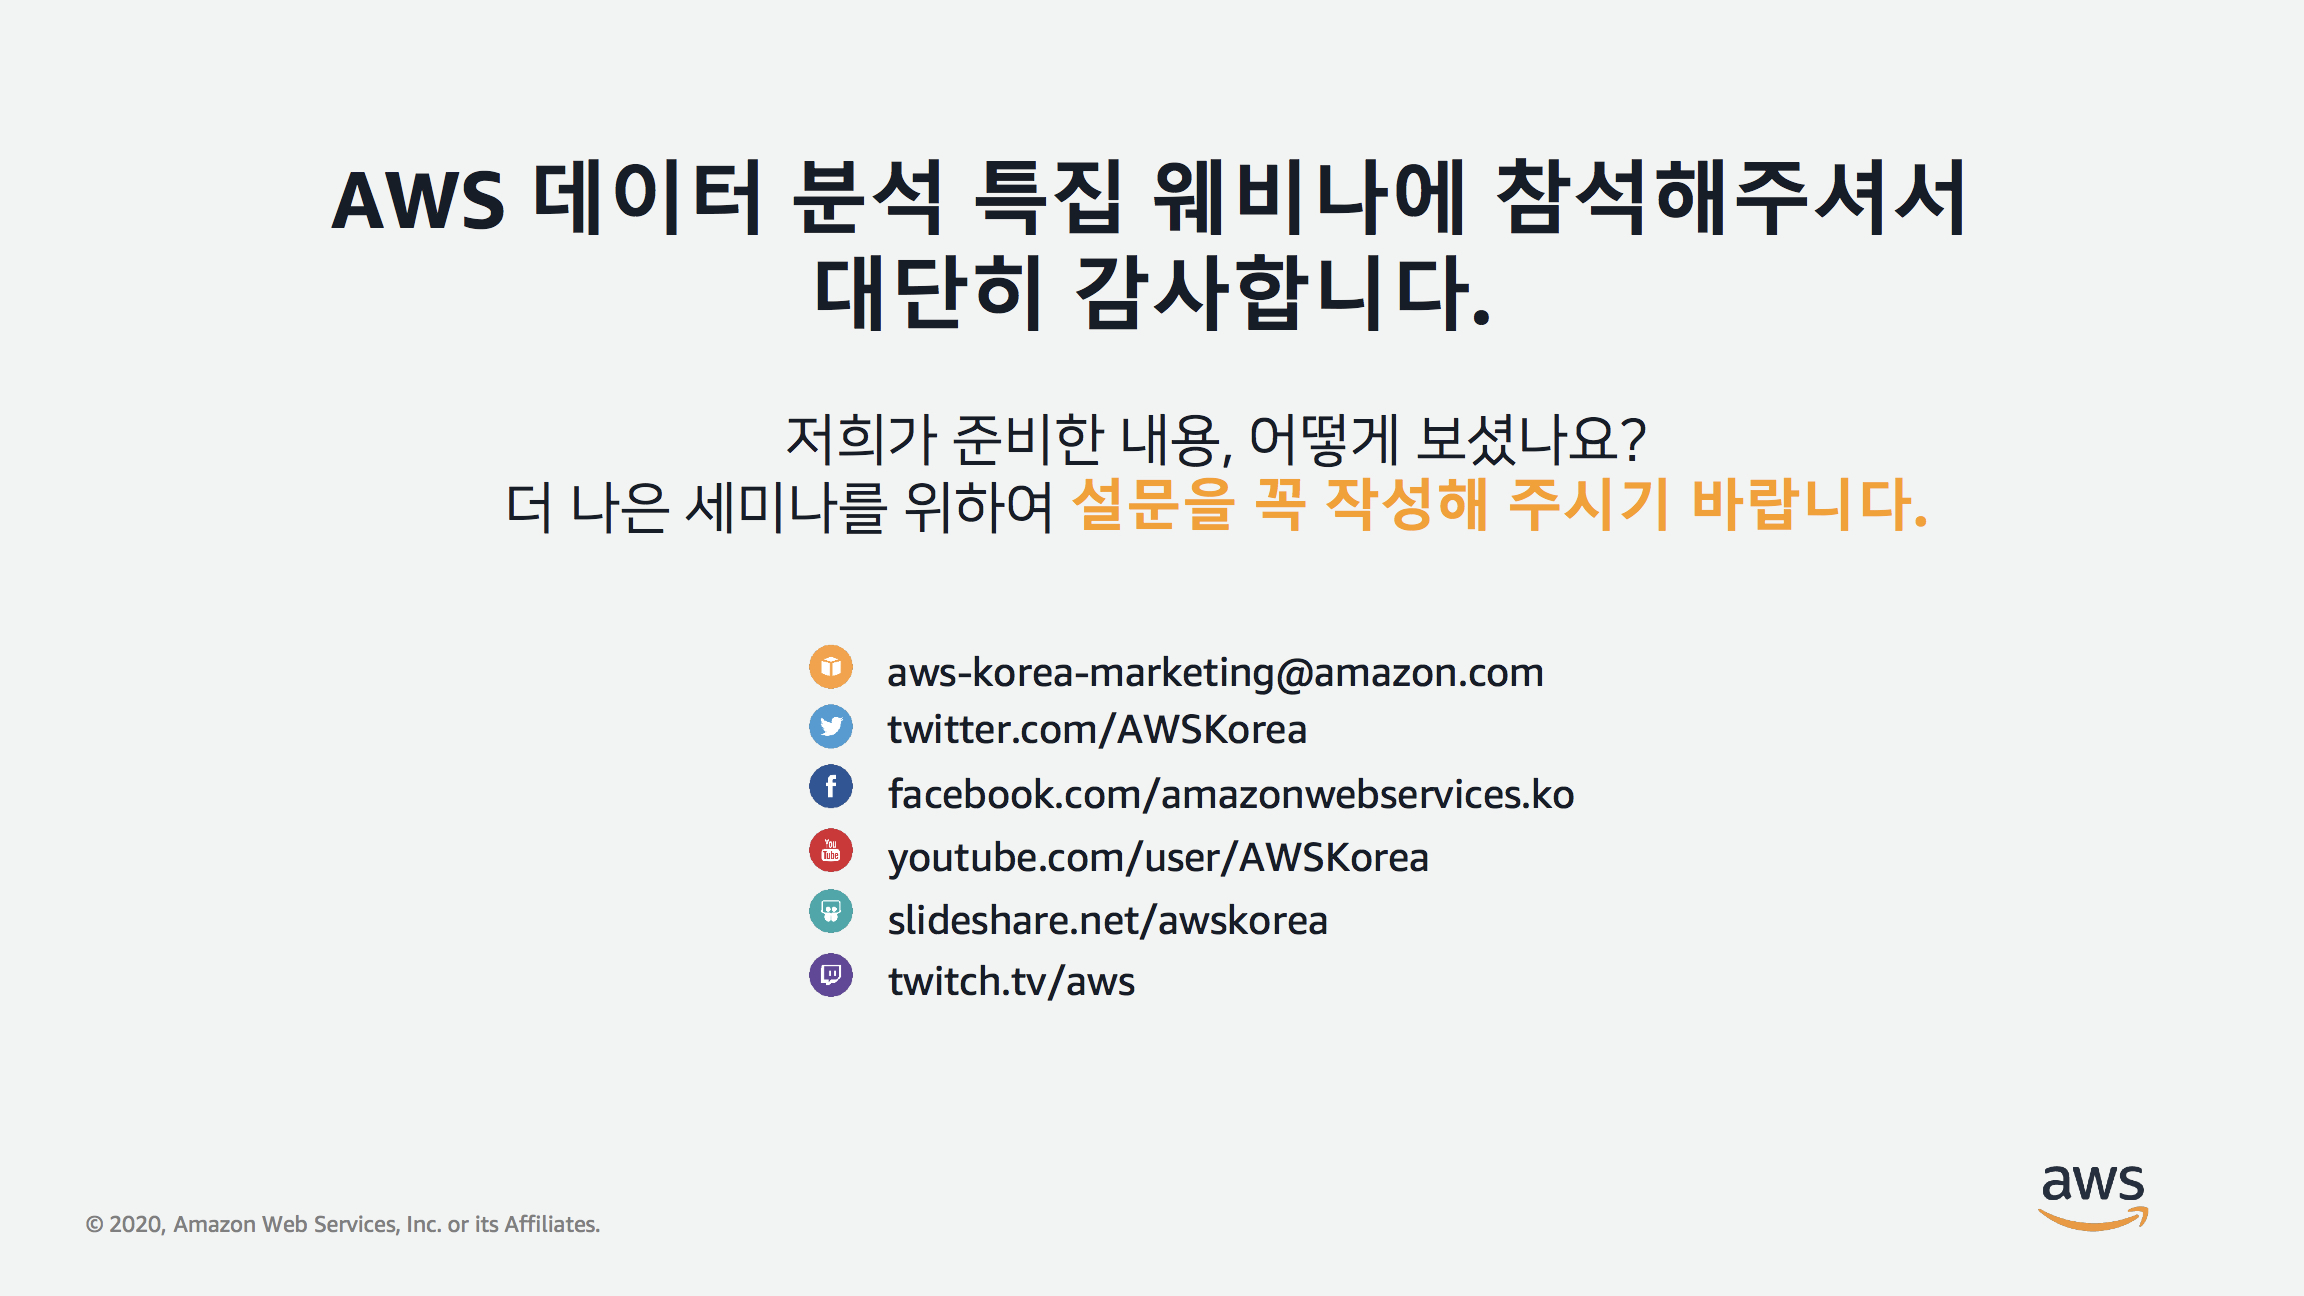 AWS 데이터 분석 특집 웨비나에 참석해주셔서
대단히 감사합니다.
저희가 준비한 내용, 어떻게 보셨나요?
더 나은 세미나를 위하여 설문을 꼭 작성해 주시기 바랍니다.
aws-korea-marketing@amazon.com
twitter.com/AWSKorea
f
facebook.com/amazonwebservices.ko
You
Tube
youtube.com/user/AWSKorea
slideshare.net/awskorea
twitch.tv/aws
© 2020, Amazon Web Services, Inc. or its Affiliates.
aws